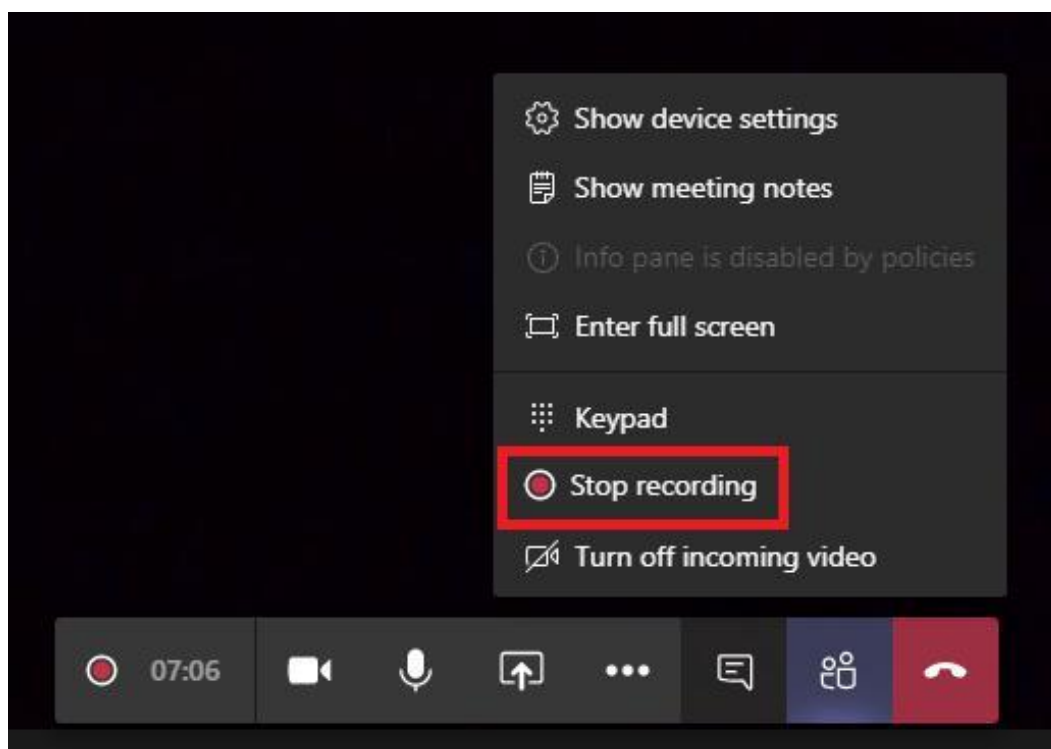 Show device settings
Show meeting notes
Info pane is disabled by policies
Enter full screen
Keypad
Stop recording
Turn off incoming video
07:06